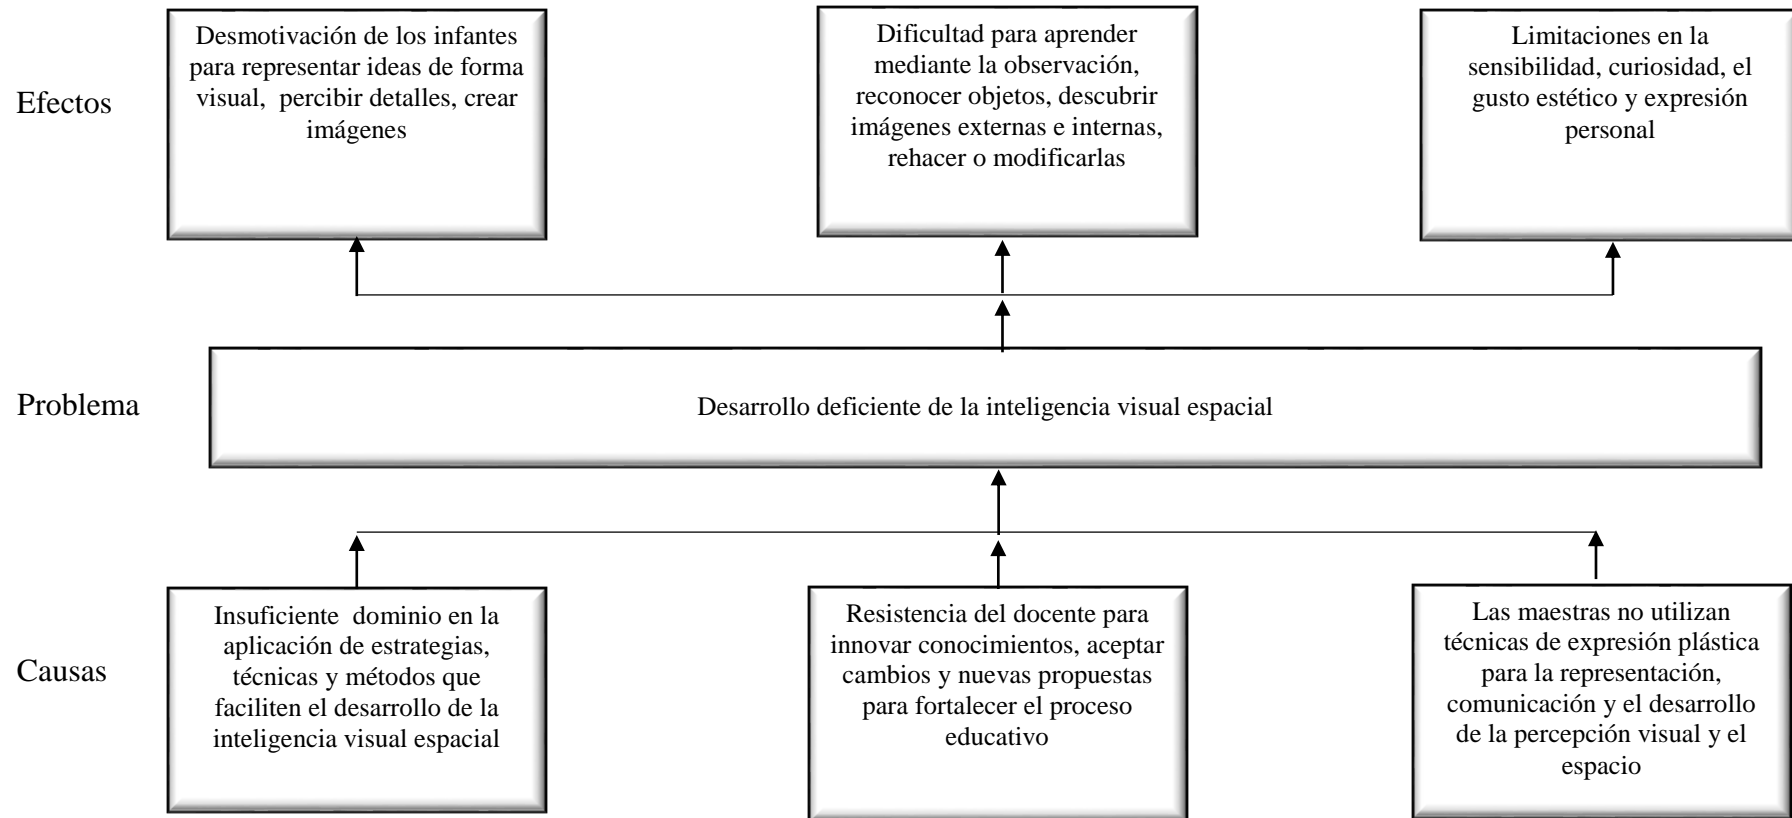 Efectos
Desmotivación de los infantes
para representar ideas de forma
visual, percibir detalles, crear
imágenes
Dificultad para aprender
mediante la observación,
reconocer objetos, descubrir
imágenes externas e internas,
rehacer o modificarlas
Limitaciones en la
sensibilidad, curiosidad, el
gusto estético y expresión
personal
Problema
Desarrollo deficiente de la inteligencia visual espacial
Causas
Insuficiente dominio en la
aplicación de estrategias,
técnicas y métodos que
faciliten el desarrollo de la
inteligencia visual espacial
Resistencia del docente para
innovar conocimientos, aceptar
cambios y nuevas propuestas
para fortalecer el proceso
educativo
Las maestras no utilizan
técnicas de expresión plástica
para la representación,
comunicación y el desarrollo
de la percepción visual y el
espacio